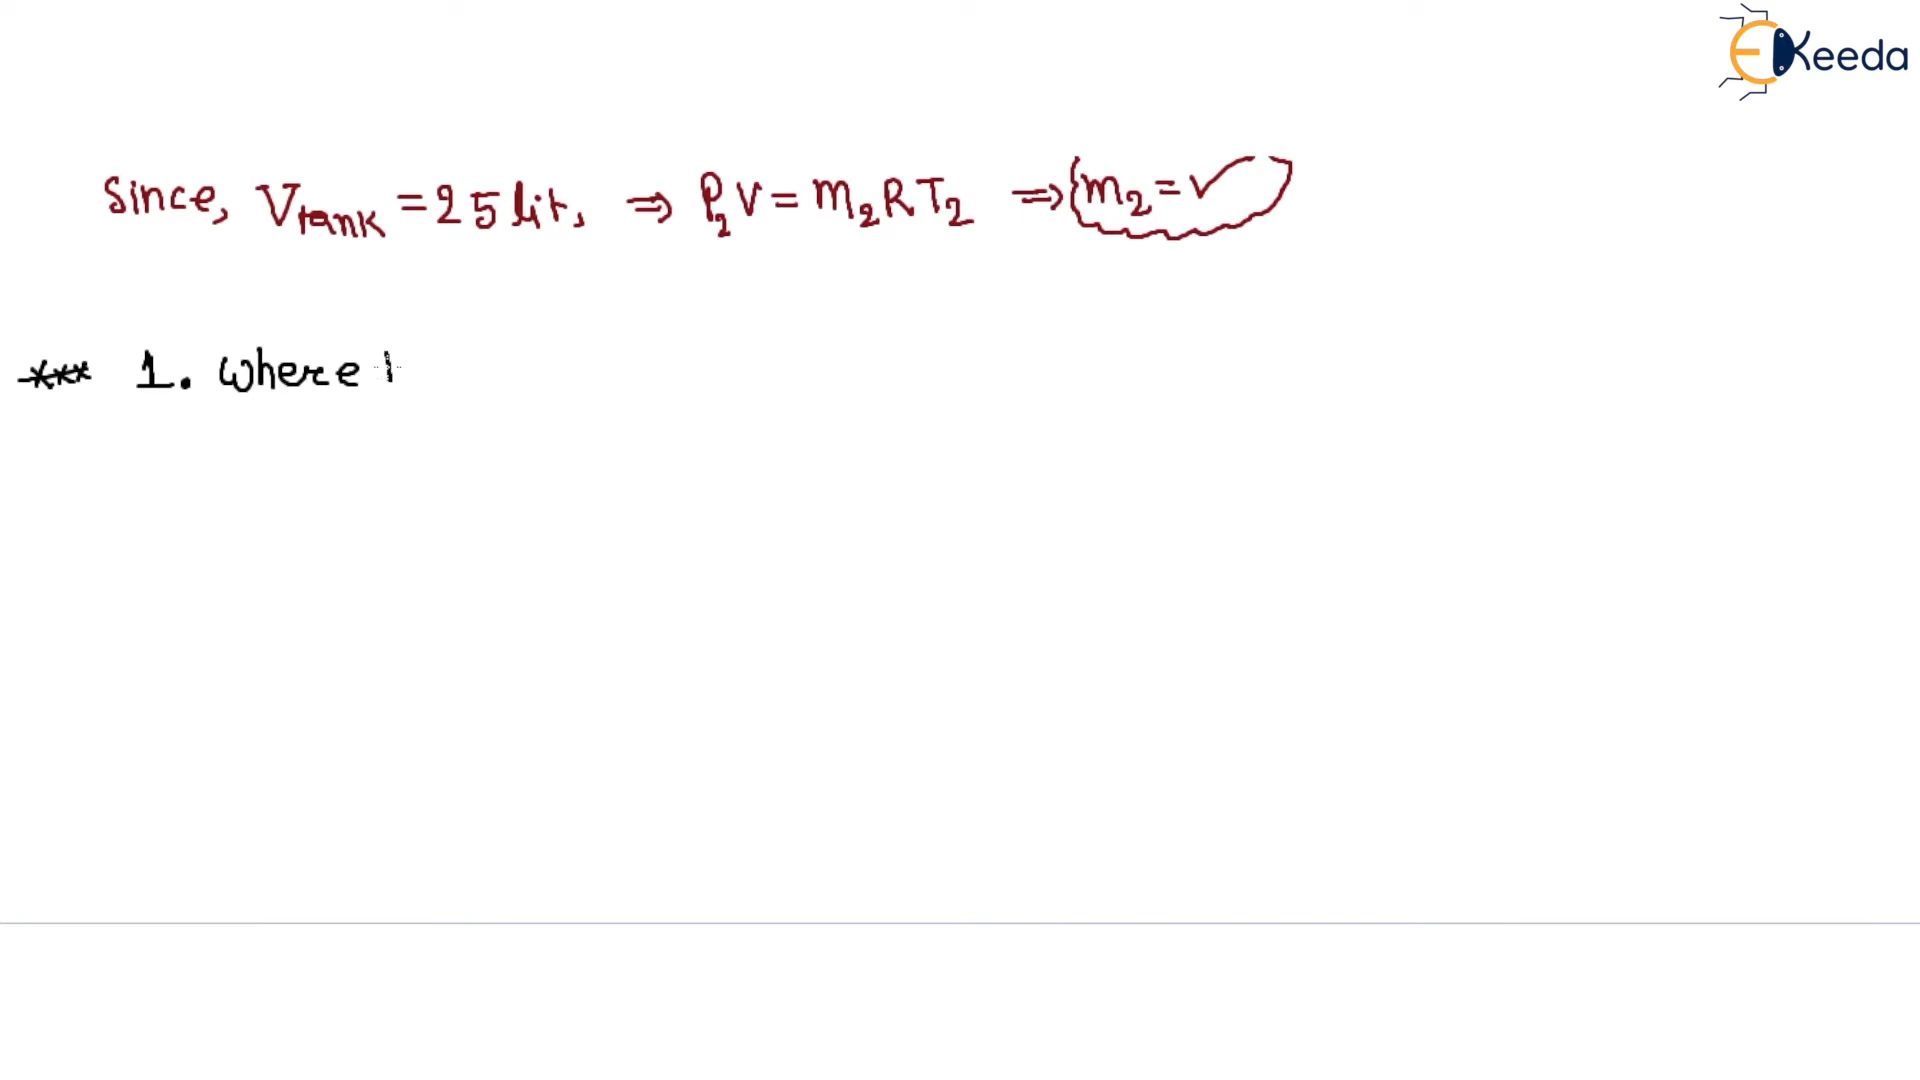 EKeeda
Since, Vtank = 25 lit, ⇒ P₂V = m₂RT₂ ⇒ m₂ = ✓
*** 1. where